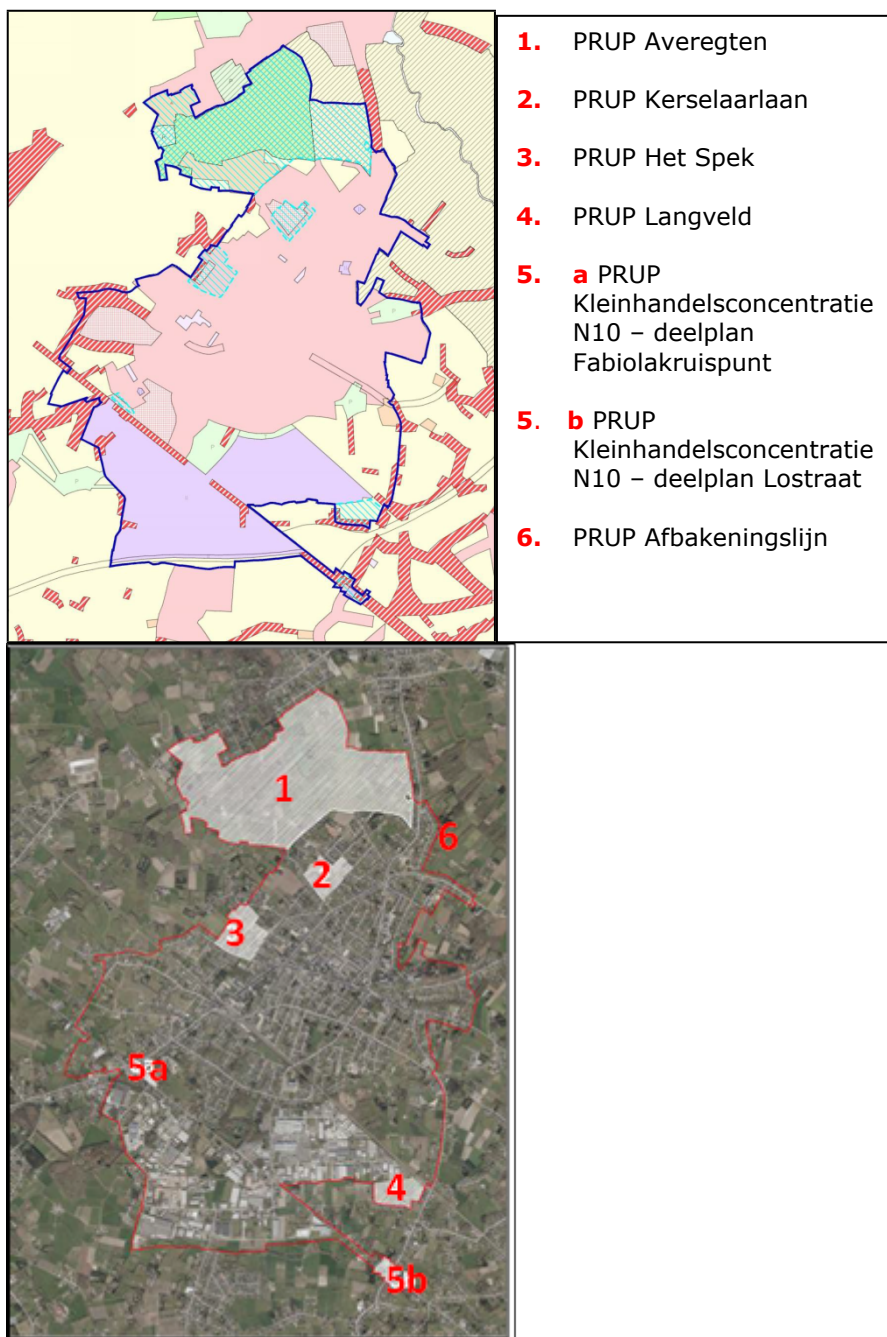 1. PRUP Averegten
2. PRUP Kerselaarlaan
3. PRUP Het Spek
4. PRUP Langveld
5. a PRUP
Kleinhandelsconcentratie
N10 – deelplan
Fabiolakruispunt
5. b PRUP
Kleinhandelsconcentratie
N10 – deelplan Lostraat
6. PRUP Afbakeningslijn
1
6
2
3
5a
4
5b